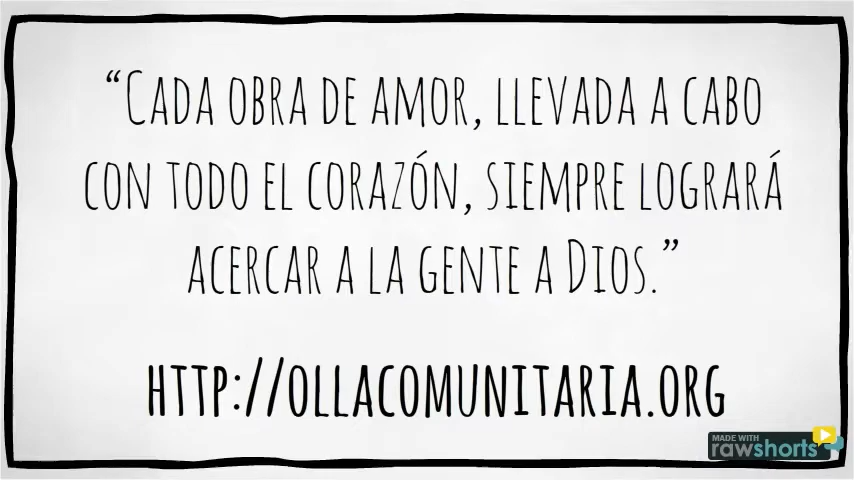 “Cada obra de amor, llevada a cabo
con todo el corazón, siempre logrará
acercar a la gente a Dios.”
http://ollacomunitaria.org
MADE WITH
rawshorts